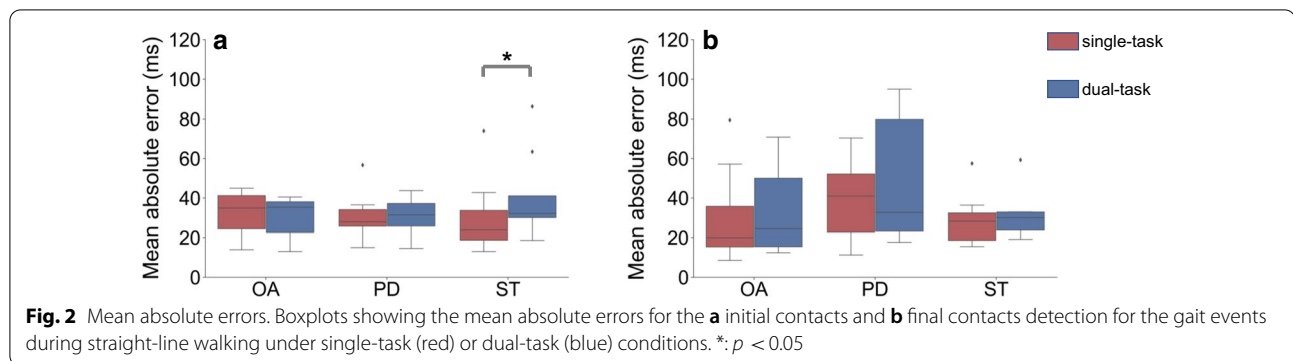 a
b
120
100
80
60
40
20
0
Mean absolute error (ms)
*
OA PD ST
120
100
80
60
40
20
0
Mean absolute error (ms)
OA PD ST
single-task
dual-task
Fig. 2 Mean absolute errors. Boxplots showing the mean absolute errors for the a initial contacts and b final contacts detection for the gait events
during straight-line walking under single-task (red) or dual-task (blue) conditions. *: p < 0.05